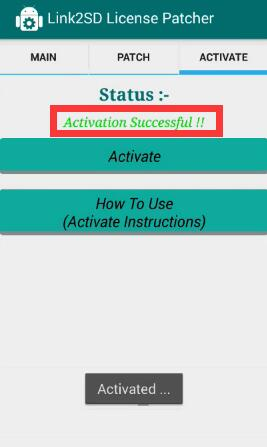 Link2SD License Patcher
MAIN PATCH ACTIVATE
Status :-
Activation Successful !!
Activate
How To Use
(Activate Instructions)
Activated ...